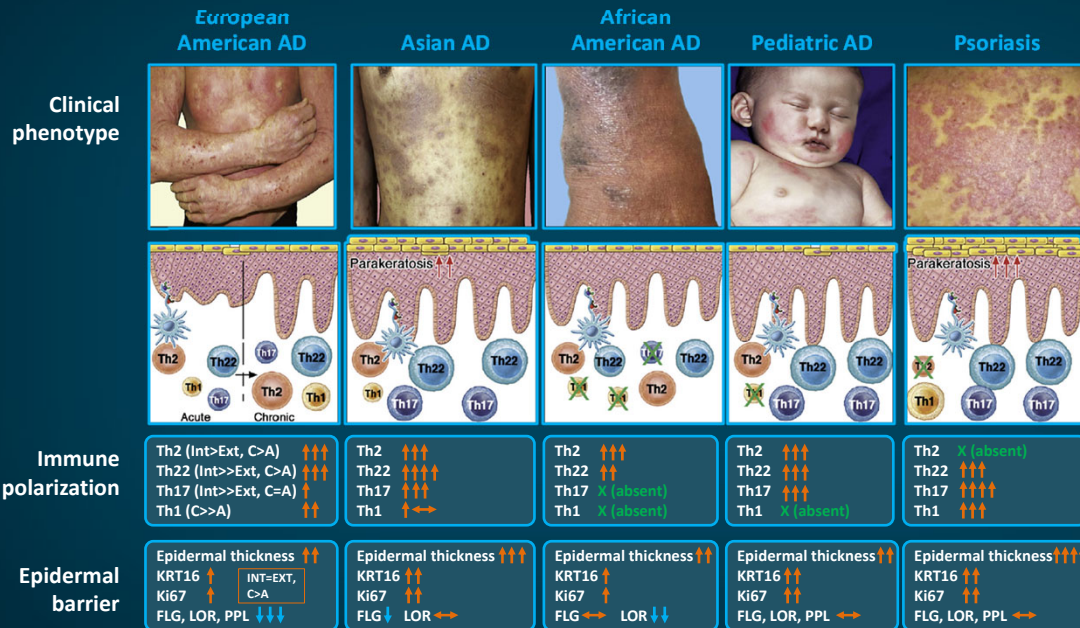 European
American AD
Asian AD
African
American AD
Pediatric AD
Psoriasis
Clinical
phenotype
Parakeratosis ↑↑
Parakeratosis ↑↑↑
Th2
Th22
Th1
Th17
Th17
Th22
Th2
Th1
Acute
Chronic
Th2
Th22
Th22
Th1
Th17
Th17
Th2
Th22
Th22
Th1
Th1
Th2
Th2
Th22
Th22
Th1
Th17
Th17
Th2
Th22
Th22
Th1
Th17
Th17
Immune
polarization
Th2 (Int>Ext, C>A) ↑↑↑
Th22 (Int>>Ext, C>A) ↑↑↑
Th17 (Int>>Ext, C=A) ↑
Th1 (C>>A) ↑↑
Th2 ↑↑↑
Th22 ↑↑↑↑
Th17 ↑↑↑
Th1 ↑↔
Th2 ↑↑↑
Th22 ↑↑
Th17 X (absent)
Th1 X (absent)
Th2 ↑↑↑
Th22 ↑↑↑
Th17 ↑↑↑
Th1 X (absent)
Th2 X (absent)
Th22 ↑↑↑
Th17 ↑↑↑↑
Th1 ↑↑↑
Epidermal
barrier
Epidermal thickness ↑↑
KRT16 ↑
Ki67 ↑
INT=EXT,
C>A
FLG, LOR, PPL ↓↓↓
Epidermal thickness ↑↑↑
KRT16 ↑↑
Ki67 ↑↑
FLG ↓ LOR ↔
Epidermal thickness ↑↑
KRT16 ↑
Ki67 ↑
FLG ↔ LOR ↓↓
Epidermal thickness ↑↑
KRT16 ↑↑
Ki67 ↑↑
FLG, LOR, PPL ↔
Epidermal thickness ↑↑↑
KRT16 ↑↑
Ki67 ↑↑
FLG, LOR, PPL ↔